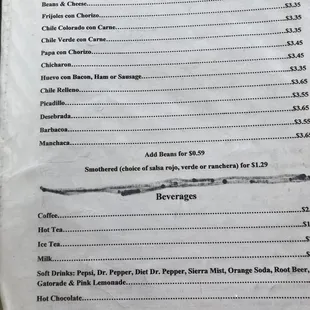 Beans & Cheese................$3.35
Frijoles con Chorizo................$3.35
Chile Colorado con Carne................$3.35
Chile Verde con Carne................$3.45
Papa con Chorizo................$3.45
Chicharon................$3.35
Huevo con Bacon, Ham or Sausage................$3.65
Chile Relleno................$3.55
Picadillo................$3.65
Desebrada................$3.55
Barbacoa................$3.65
Manchaca................
Add Beans for $0.59
Smothered (choice of salsa rojo, verde or ranchera) for $1.29
Beverages
Coffee................
Hot Tea................
Ice Tea................
Milk................
Soft Drinks: Pepsi, Dr. Pepper, Diet Dr. Pepper, Sierra Mist, Orange Soda, Root Beer,
Gatorade & Pink Lemonade................
Hot Chocolate................